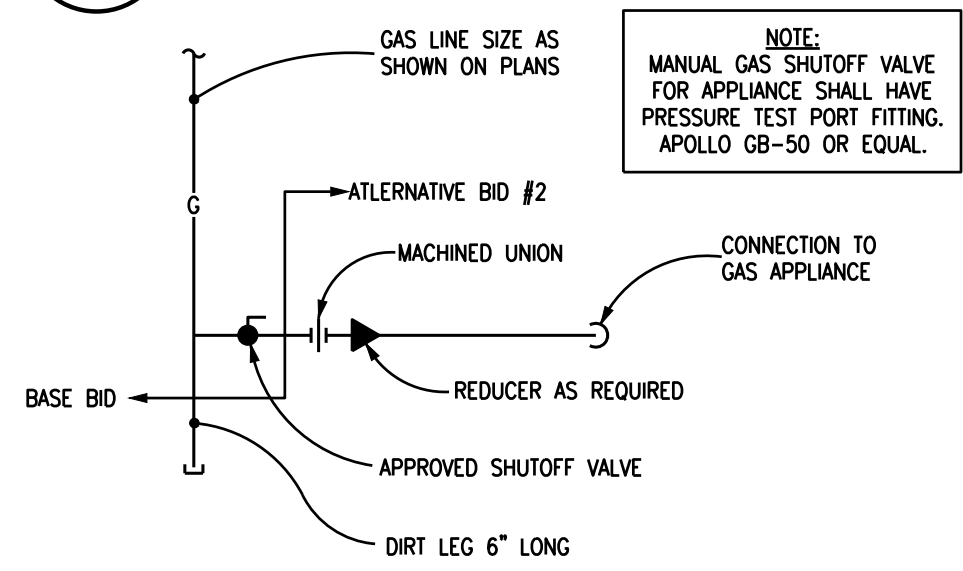 GAS LINE SIZE AS
SHOWN ON PLANS
NOTE:
MANUAL GAS SHUTOFF VALVE
FOR APPLIANCE SHALL HAVE
PRESSURE TEST PORT FITTING.
APOLLO GB-50 OR EQUAL.
G
ATLERNATIVE BID #2
MACHINED UNION
CONNECTION TO
GAS APPLIANCE
BASE BID
REDUCER AS REQUIRED
APPROVED SHUTOFF VALVE
DIRT LEG 6" LONG